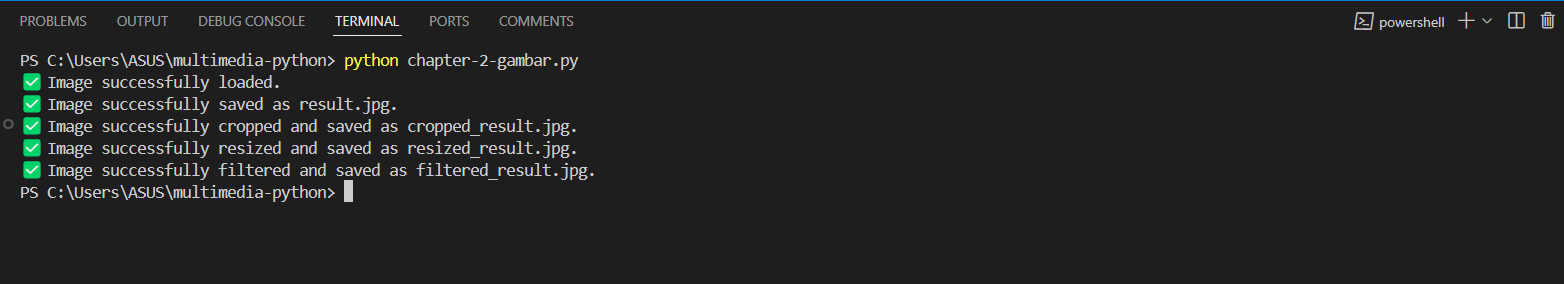 PROBLEMS OUTPUT DEBUG CONSOLE TERMINAL PORTS COMMENTS powershell
PS C:\Users\ASUS\multimedia-python> python chapter-2-gambar.py
✅ Image successfully loaded.
✅ Image successfully saved as result.jpg.
✅ Image successfully cropped and saved as cropped_result.jpg.
✅ Image successfully resized and saved as resized_result.jpg.
✅ Image successfully filtered and saved as filtered_result.jpg.
PS C:\Users\ASUS\multimedia-python>